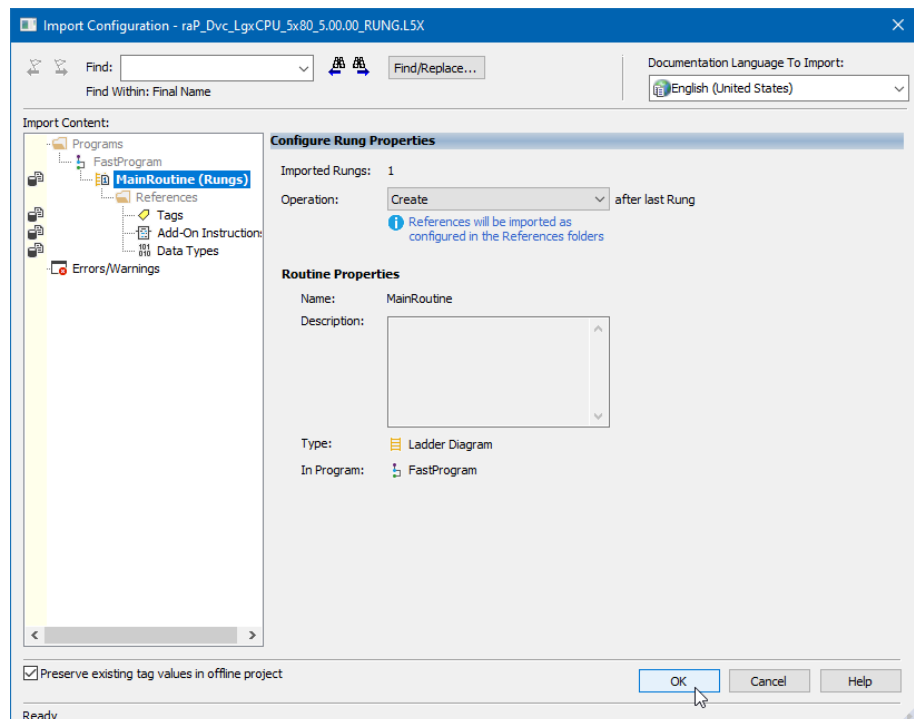 Import Configuration - raP_Dvc_LgxCPU_5x80_5.00.00_RUNG.L5X
Find:
Find/Replace...
Find Within: Final Name
Documentation Language To Import:
English (United States)
Import Content:
Programs
FastProgram
MainRoutine (Rungs)
References
Tags
Add-On Instructions
Data Types
Errors/Warnings
Configure Rung Properties
Imported Rungs: 1
Operation: Create after last Rung
References will be imported as
configured in the References folders
Routine Properties
Name: MainRoutine
Description:
Type: Ladder Diagram
In Program: FastProgram
Preserve existing tag values in offline project
OK Cancel Help
Ready